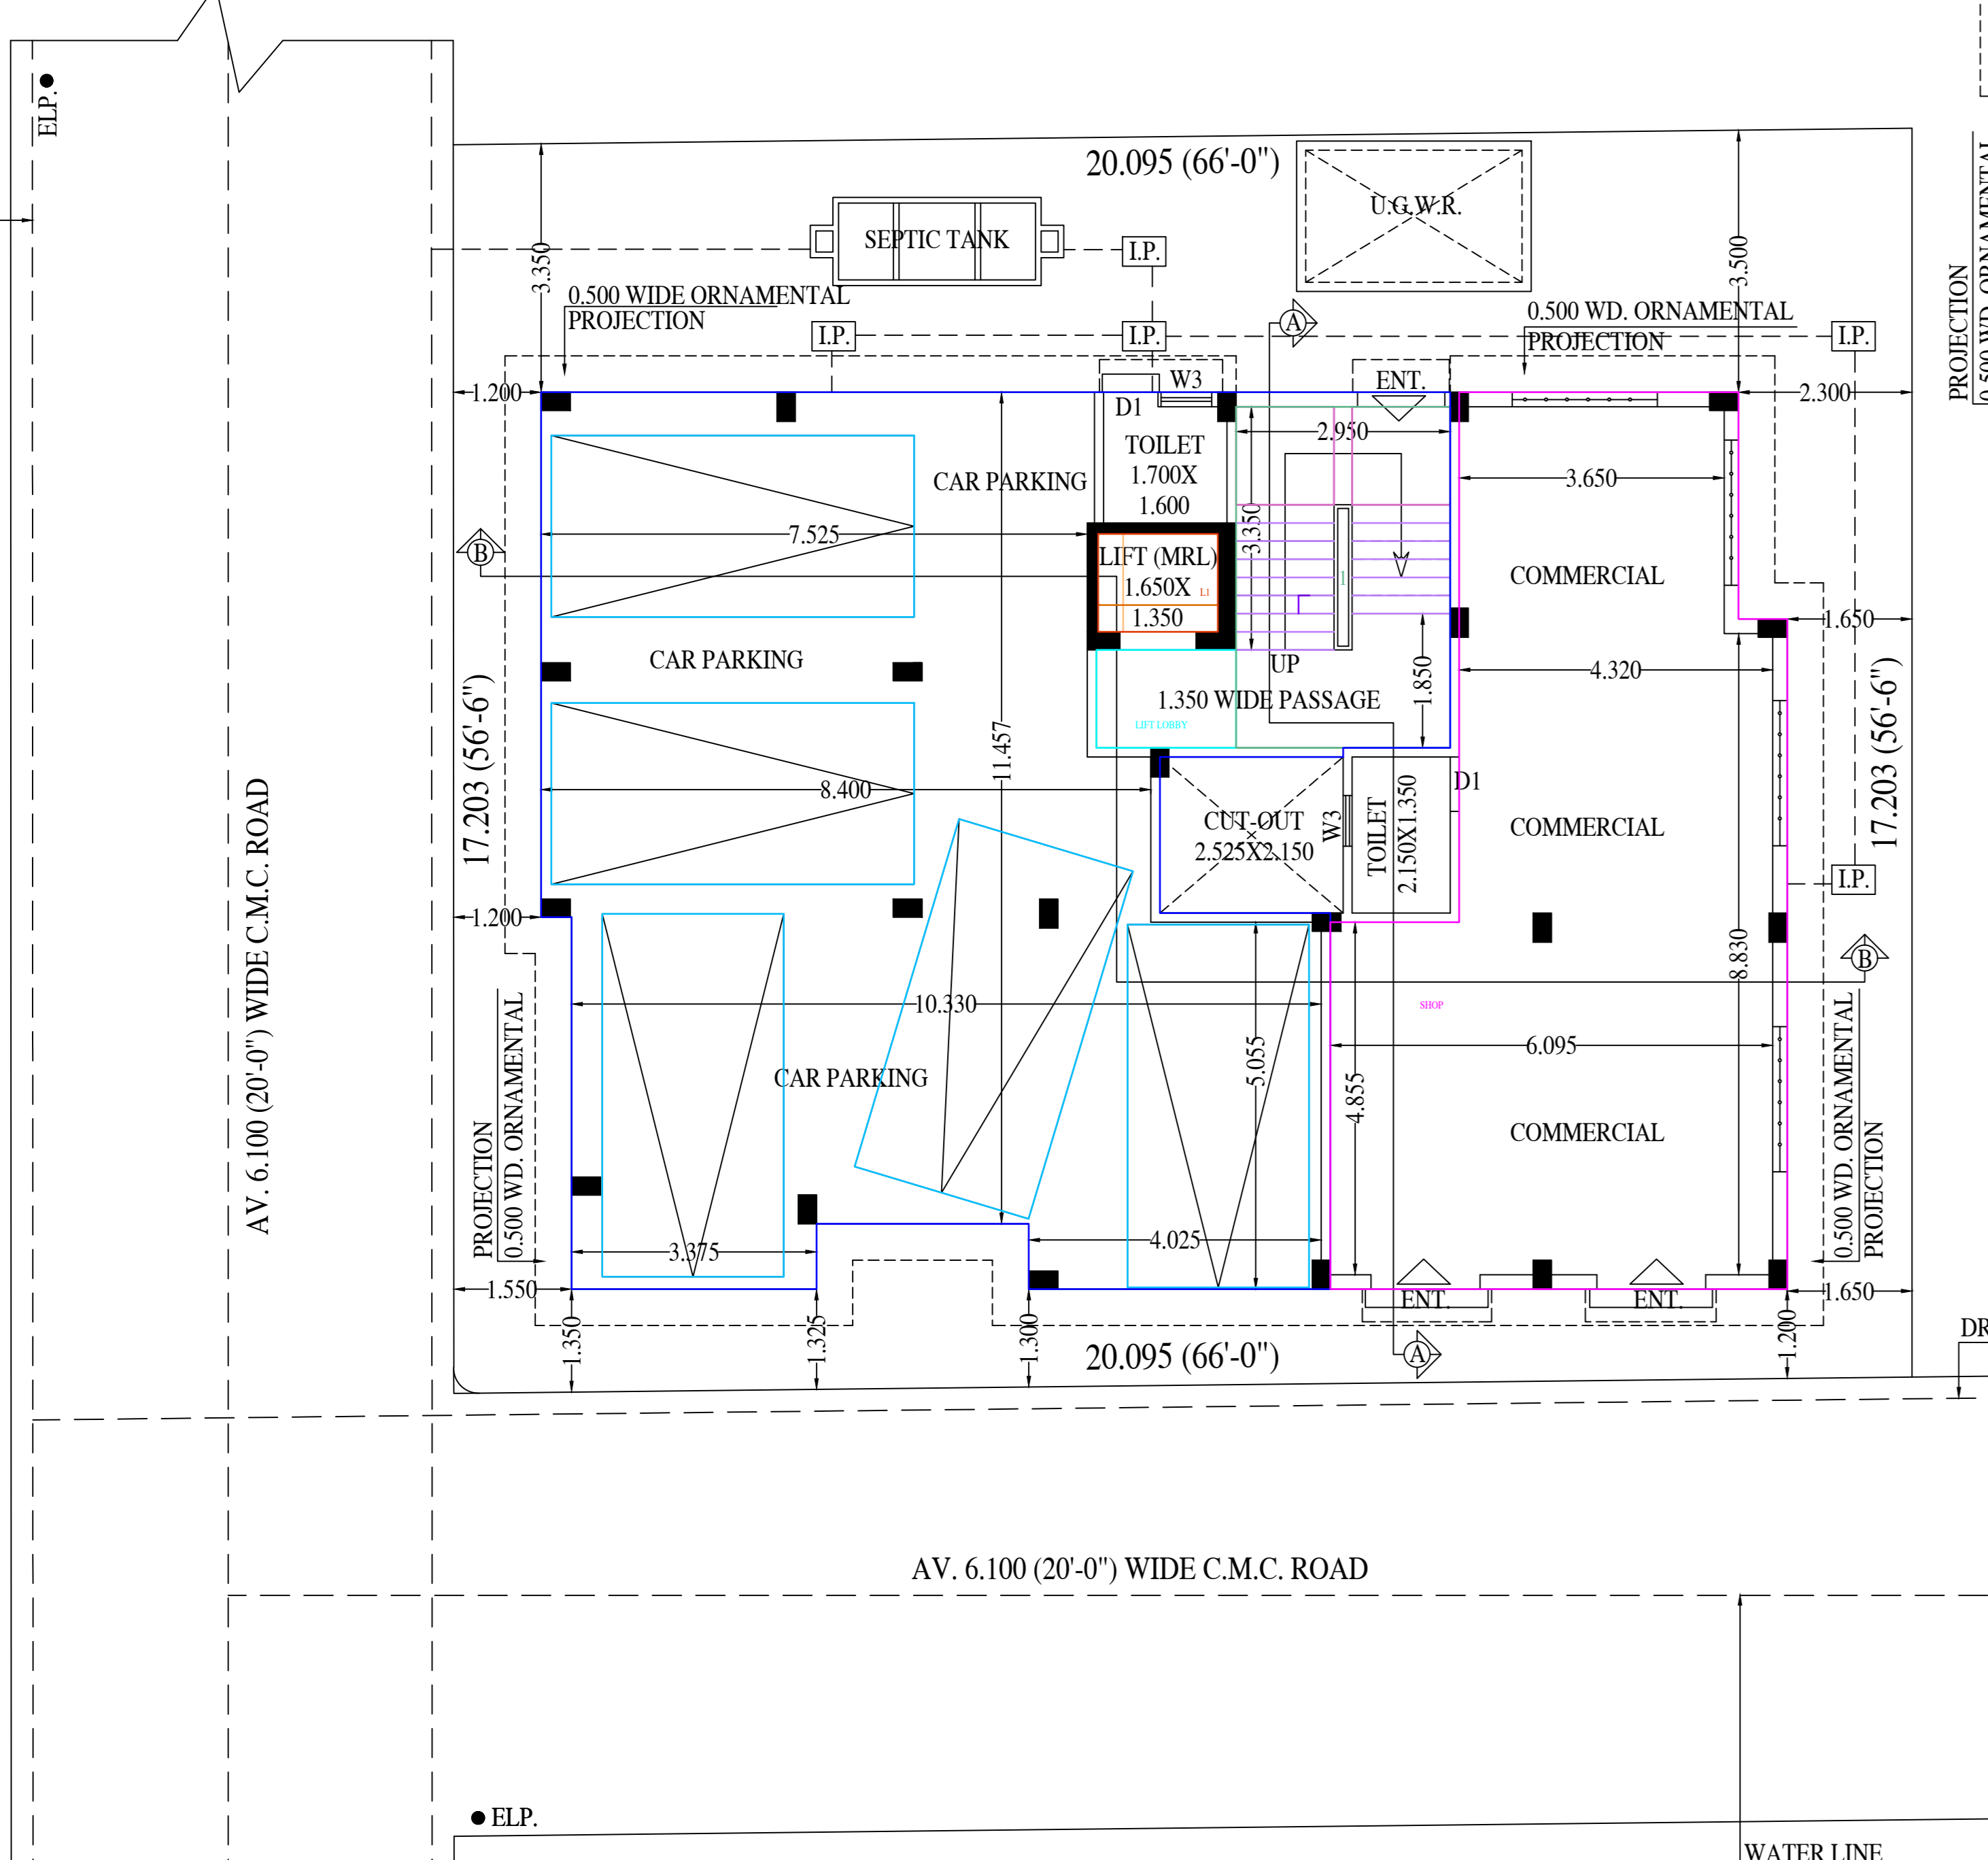 ELP.
20.095 (66'-0")
U.G.W.R.
SEPTIC TANK
I.P.
3.350
3.500
PROJECTION
0.500 WD. ORNAMENTAL
0.500 WIDE ORNAMENTAL
PROJECTION
I.P.
I.P.
A
0.500 WD. ORNAMENTAL
PROJECTION
I.P.
1.200
W3
ENT.
2.300
D1
2.950
TOILET
1.700X
1.600
CAR PARKING
3.650
7.525
3.350
B
LIFT (MRL)
1.650X
L1
1.350
1
COMMERCIAL
1.650
CAR PARKING
UP
1.850
4.320
1.350 WIDE PASSAGE
LIFT LOBBY
17.203 (56'-6")
11.457
17.203 (56'-6")
8.400
D1
CUT-OUT
2.525X2.150
W3
TOILET
2.150X1.350
COMMERCIAL
I.P.
1.200
AV. 6.100 (20'-0") WIDE C.M.C. ROAD
8.830
B
10.330
SHOP
6.095
5.055
4.855
CAR PARKING
COMMERCIAL
PROJECTION
0.500 WD. ORNAMENTAL
0.500 WD. ORNAMENTAL
PROJECTION
3.375
4.025
1.550
ENT.
ENT.
1.650
1.350
1.325
1.300
1.200
20.095 (66'-0")
A
AV. 6.100 (20'-0") WIDE C.M.C. ROAD
ELP.
WATER LINE